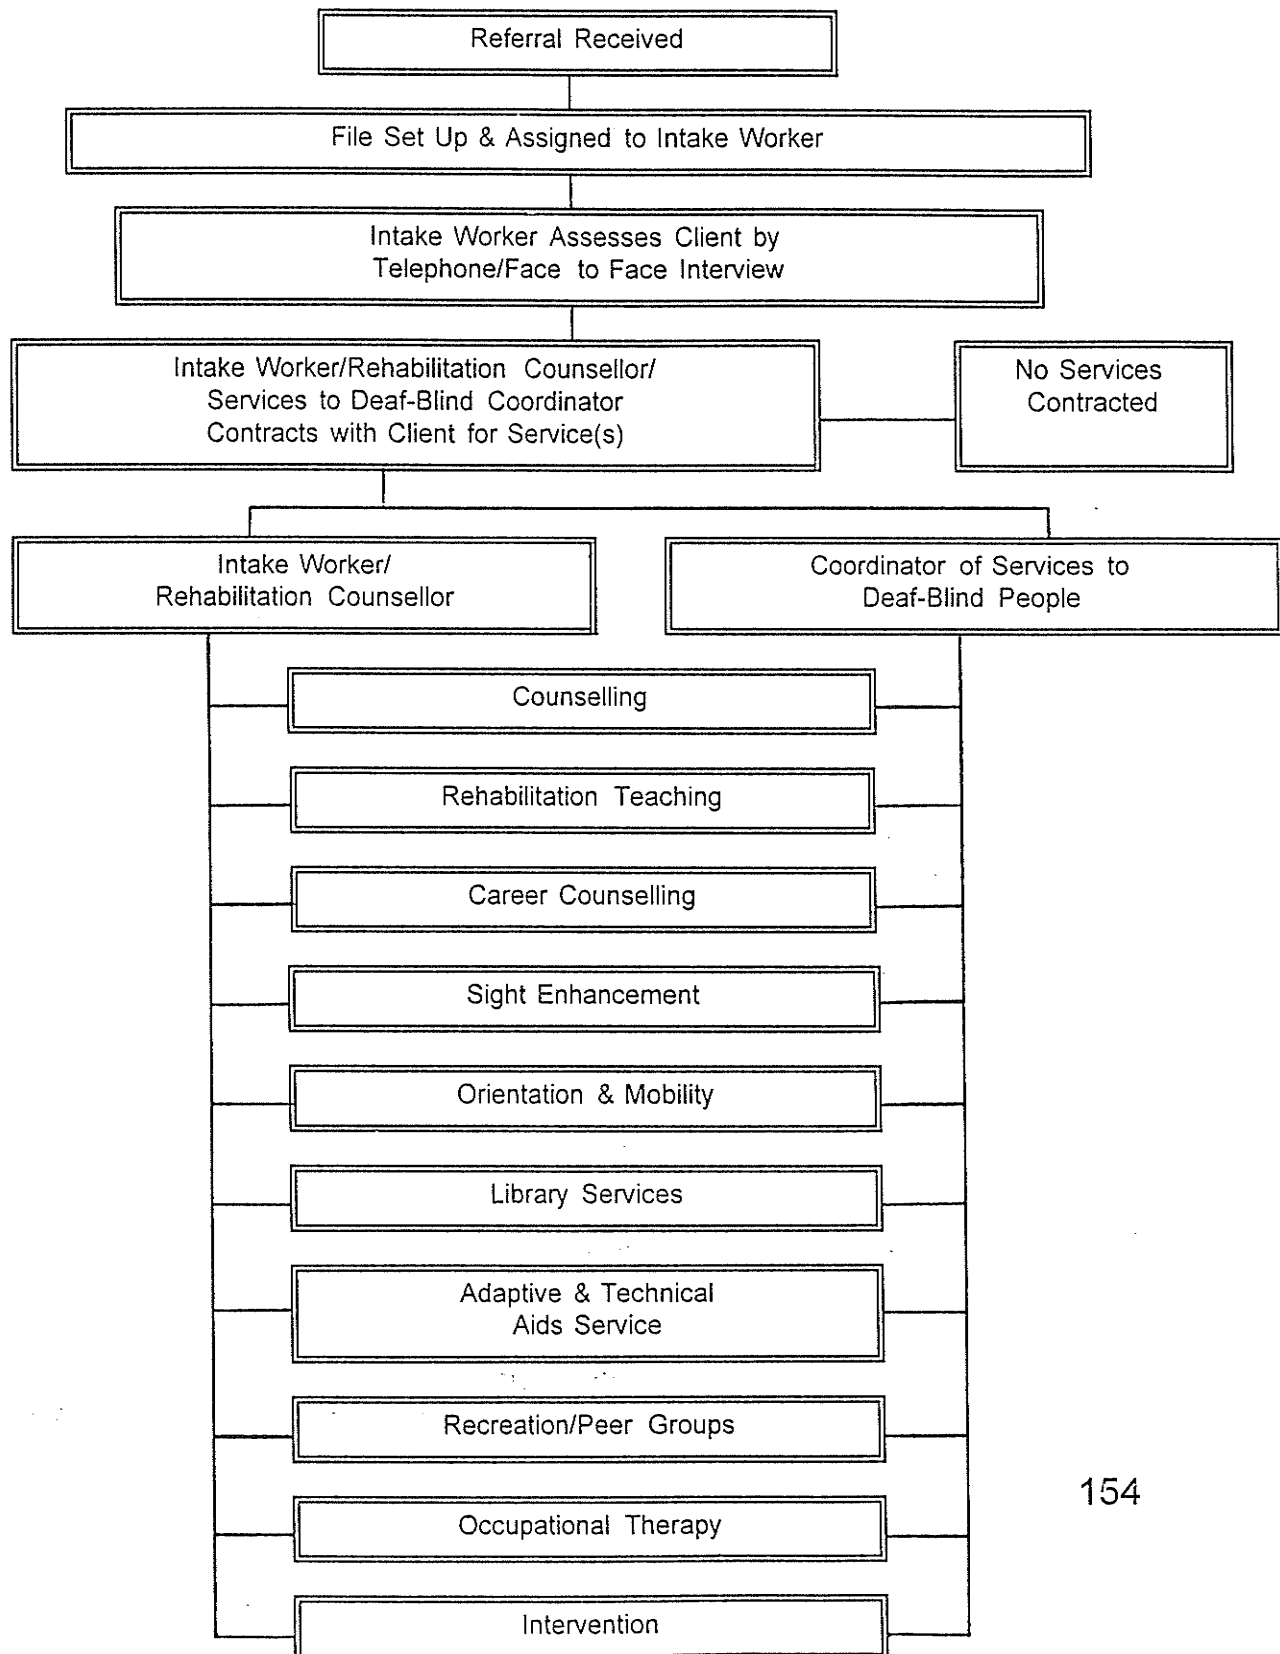 Referral Received
File Set Up & Assigned to Intake Worker
Intake Worker Assesses Client by
Telephone/Face to Face Interview
Intake Worker/Rehabilitation Counsellor/
Services to Deaf-Blind Coordinator
Contracts with Client for Service(s)
No Services
Contracted
Intake Worker/
Rehabilitation Counsellor
Coordinator of Services to
Deaf-Blind People
Counselling
Rehabilitation Teaching
Career Counselling
Sight Enhancement
Orientation & Mobility
Library Services
Adaptive & Technical
Aids Service
Recreation/Peer Groups
Occupational Therapy
Intervention
154